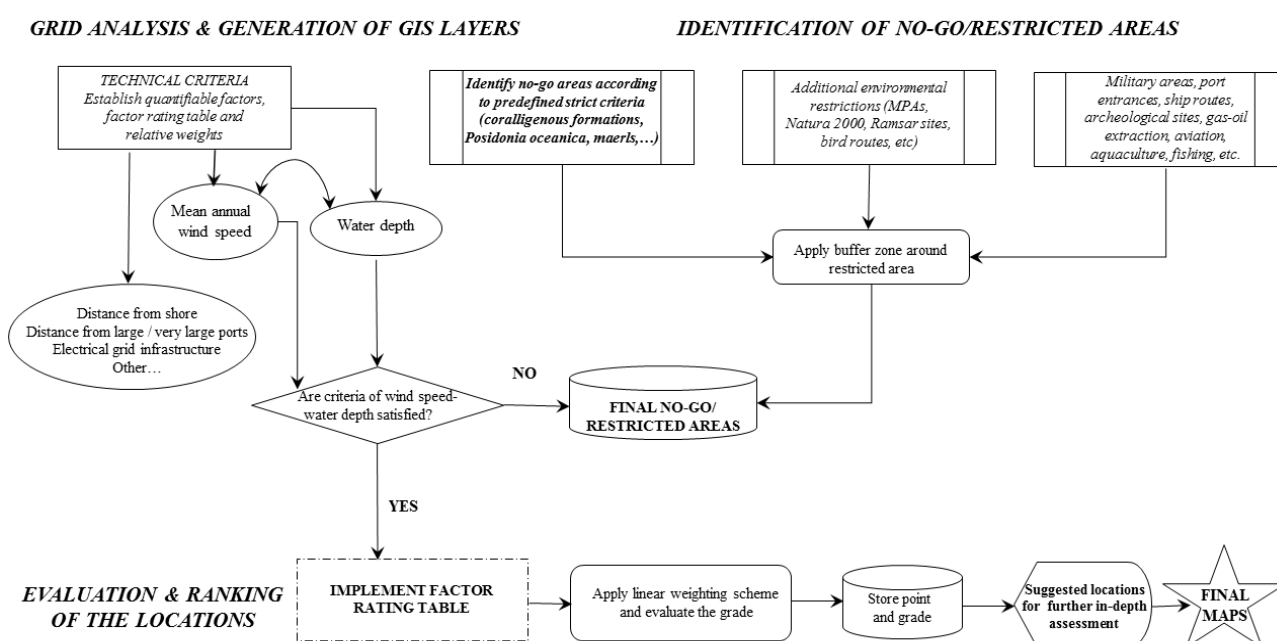 GRID ANALYSIS & GENERATION OF GIS LAYERS
IDENTIFICATION OF NO-GO/RESTRICTED AREAS
TECHNICAL CRITERIA
Establish quantifiable factors,
factor rating table and
relative weights
Identify no-go areas according
to predefined strict criteria
(coralligenous formations,
Posidonia oceanica, maerls,...)
Additional environmental
restrictions (MPAs,
Natura 2000, Ramsar sites,
bird routes, etc)
Military areas, port
entrances, ship routes,
archeological sites, gas-oil
extraction, aviation,
aquaculture, fishing, etc.
Mean annual
wind speed
Water depth
Apply buffer zone around
restricted area
Distance from shore
Distance from large / very large ports
Electrical grid infrastructure
Other…
Are criteria of wind speed-
water depth satisfied?
NO
FINAL NO-GO/
RESTRICTED AREAS
YES
EVALUATION & RANKING
OF THE LOCATIONS
IMPLEMENT FACTOR
RATING TABLE
Apply linear weighting scheme
and evaluate the grade
Store point
and grade
Suggested locations
for further in-depth
assessment
FINAL
MAPS